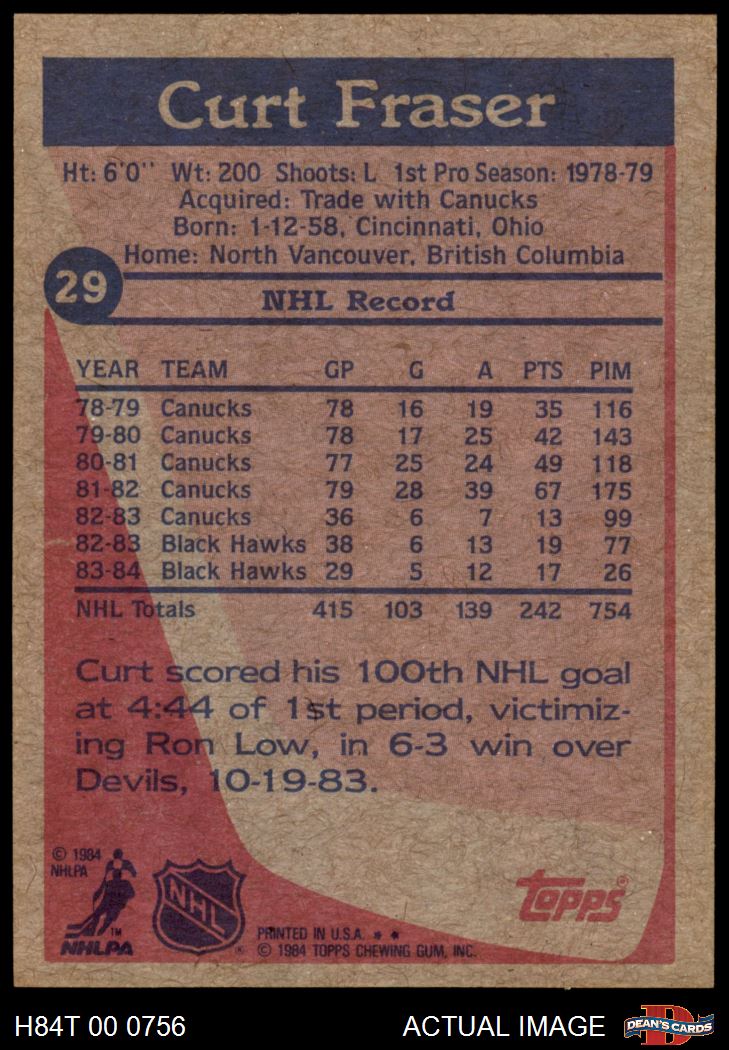 Curt Fraser
Ht: 6'0'' Wt: 200 Shoots: L 1st Pro Season: 1978-79
Acquired: Trade with Canucks
Born: 1-12-58, Cincinnati, Ohio
Home: North Vancouver, British Columbia
29
NHL Record
YEAR TEAM GP G A PTS PIM
78-79 Canucks 78 16 19 35 116
79-80 Canucks 78 17 25 42 143
80-81 Canucks 77 25 24 49 118
81-82 Canucks 79 28 39 67 175
82-83 Canucks 36 6 7 13 99
82-83 Black Hawks 38 6 13 19 77
83-84 Black Hawks 29 5 12 17 26
NHL Totals 415 103 139 242 754
Curt scored his 100th NHL goal
at 4:44 of 1st period, victimiz-
ing Ron Low, in 6-3 win over
Devils, 10-19-83.
© 1984
NHLPA
TM
NHLPA
NHL
®
PRINTED IN U.S.A. * *
© 1984 TOPPS CHEWING GUM, INC.
topps®
H84T 00 0756
ACTUAL IMAGE
D
DEAN'S CARDS